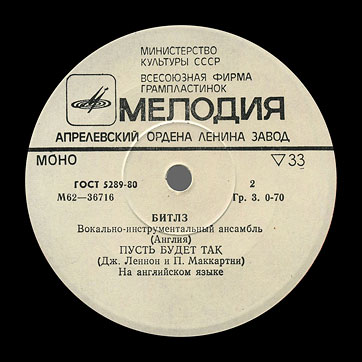 МИНИСТЕРСТВО
КУЛЬТУРЫ СССР
ВСЕСОЮЗНАЯ ФИРМА
ГРАМПЛАСТИНОК
МЕЛОДИЯ
АПРЕЛЕВСКИЙ ОРДЕНА ЛЕНИНА ЗАВОД
МОНО ▽33
ГОСТ 5289-80 2
М62—36716 Гр. 3. 0-70
БИТЛЗ
Вокально-инструментальный ансамбль
(Англия)
ПУСТЬ БУДЕТ ТАК
(Дж. Леннон и П. Маккартни)
На английском языке